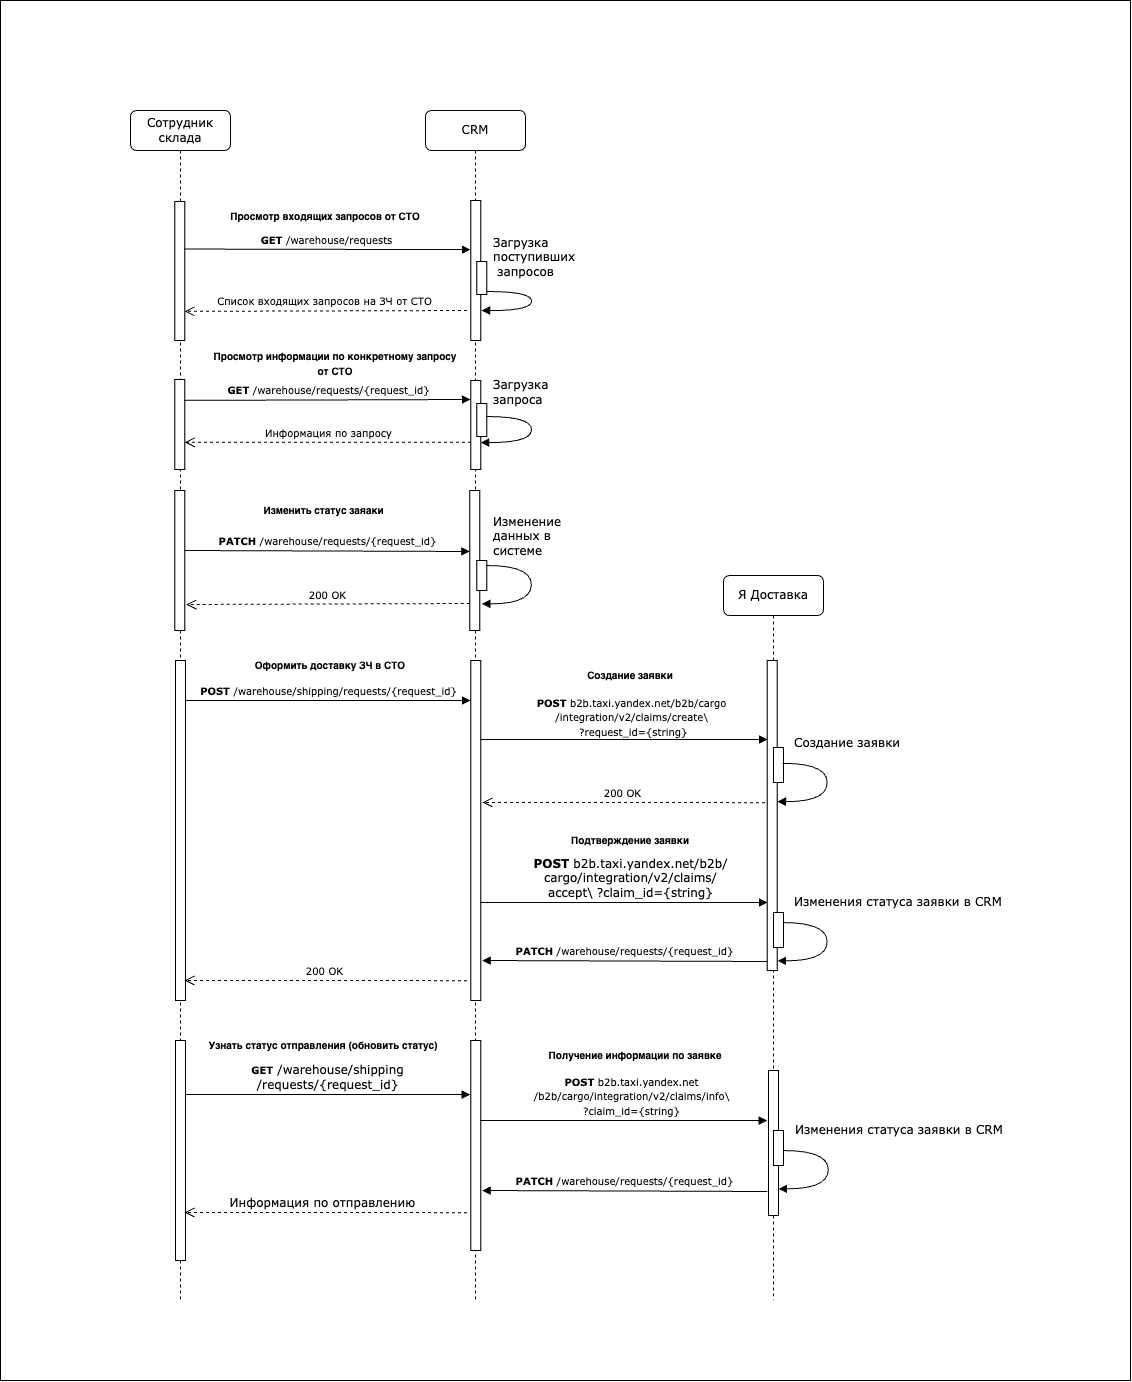 Сотрудник
склада
CRM
Просмотр входящих запросов от СТО
GET /warehouse/requests
Загрузка
поступивших
запросов
Список входящих запросов на ЗЧ от СТО
Просмотр информации по конкретному запросу
от СТО
GET /warehouse/requests/{request_id}
Загрузка
запроса
Информация по запросу
Изменить статус заяаки
PATCH /warehouse/requests/{request_id}
Изменение
данных в
системе
200 OK
Я Доставка
Оформить доставку ЗЧ в СТО
POST /warehouse/shipping/requests/{request_id}
Создание заявки
POST b2b.taxi.yandex.net/b2b/cargo
/integration/v2/claims/create\
?request_id={string}
Создание заявки
200 OK
Подтверждение заявки
POST b2b.taxi.yandex.net/b2b/
cargo/integration/v2/claims/
accept\ ?claim_id={string}
Изменения статуса заявки в CRM
PATCH /warehouse/requests/{request_id}
200 OK
Узнать статус отправления (обновить статус)
GET /warehouse/shipping
/requests/{request_id}
Получение информации по заявке
POST b2b.taxi.yandex.net
/b2b/cargo/integration/v2/claims/info\
?claim_id={string}
Изменения статуса заявки в CRM
PATCH /warehouse/requests/{request_id}
Информация по отправлению